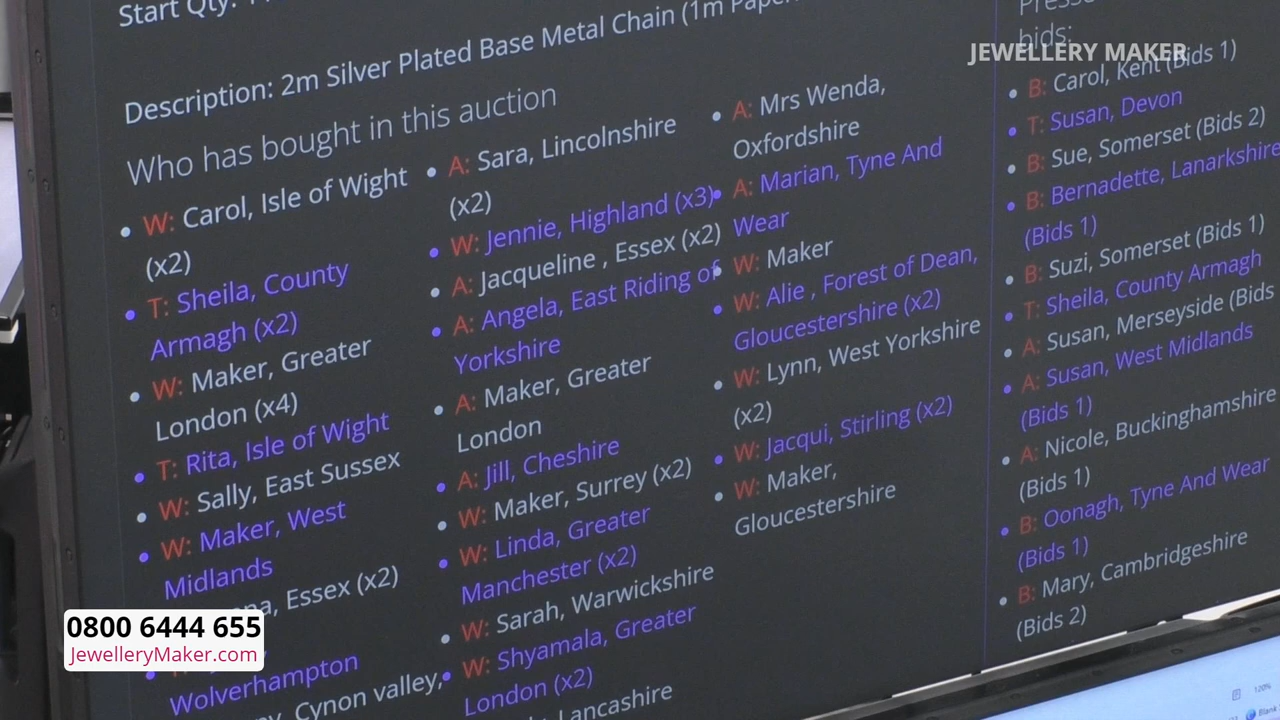 Start Qty:
Description: 2m Silver Plated Base Metal Chain (1m
Who has bought in this auction
W: Carol, Isle of Wight
(x2)
T: Sheila, County
Armagh (x2)
W: Maker, Greater
London (x4)
T: Rita, Isle of Wight
W: Sally, East Sussex
W: Maker, West
Midlands
Essex (x2)
Wolverhampton
Cynon valley,
A: Sara, Lincolnshire
(x2)
W: Jennie, Highland (x3)
A: Jacqueline , Essex (x2)
A: Angela, East Riding of
Yorkshire
A: Maker, Greater
London
A: Jill, Cheshire
W: Maker, Surrey (x2)
W: Linda, Greater
Manchester (x2)
W: Sarah, Warwickshire
W: Shyamala, Greater
London (x2)
Lancashire
A: Mrs Wenda,
Oxfordshire
A: Marian, Tyne And
Wear
W: Maker
W: Alie , Forest of Dean,
Gloucestershire (x2)
W: Lynn, West Yorkshire
(x2)
W: Jacqui, Stirling (x2)
W: Maker,
Gloucestershire
bids:
B: Carol, Kent (Bids 1)
T: Susan, Devon
B: Sue, Somerset (Bids 2)
B: Bernadette, Lanarkshire
(Bids 1)
B: Suzi, Somerset (Bids 1)
T: Sheila, County Armagh
A: Susan, Merseyside (Bids
A: Susan, West Midlands
(Bids 1)
A: Nicole, Buckinghamshire
(Bids 1)
B: Oonagh, Tyne And Wear
(Bids 1)
B: Mary, Cambridgeshire
(Bids 2)
JEWELLERY MAKER
0800 6444 655
JewelleryMaker.com
120%
Blank